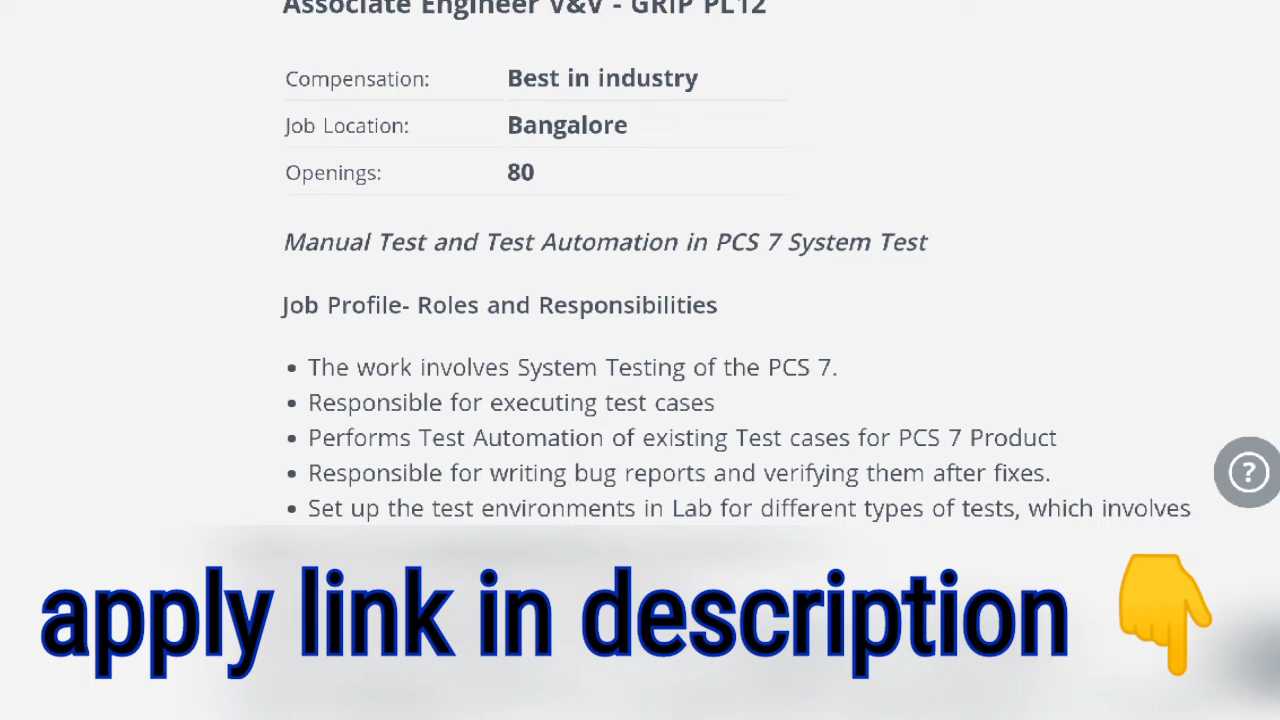 Associate Engineer V&V - GRIP PL12
Compensation: Best in industry
Job Location: Bangalore
Openings: 80
Manual Test and Test Automation in PCS 7 System Test
Job Profile- Roles and Responsibilities
• The work involves System Testing of the PCS 7.
• Responsible for executing test cases
• Performs Test Automation of existing Test cases for PCS 7 Product
• Responsible for writing bug reports and verifying them after fixes.
?
• Set up the test environments in Lab for different types of tests, which involves
apply link in description 👇